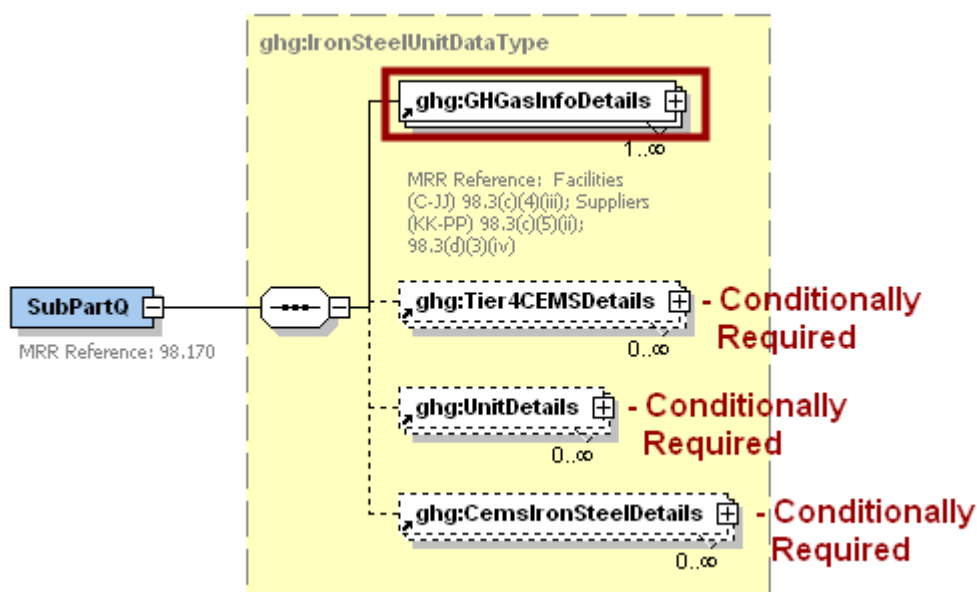 ghg:IronSteelUnitDataType
ghg:GHGasInfoDetails
1..∞
MRR Reference: Facilities
(C-JJ) 98.3(c)(4)(iii); Suppliers
(KK-PP) 98.3(c)(5)(ii);
98.3(d)(3)(iv)
SubPartQ
MRR Reference: 98.170
ghg:Tier4CEMSDetails
0..∞
- Conditionally
Required
ghg:UnitDetails
0..∞
- Conditionally
Required
ghg:CemsIronSteelDetails
0..∞
- Conditionally
Required